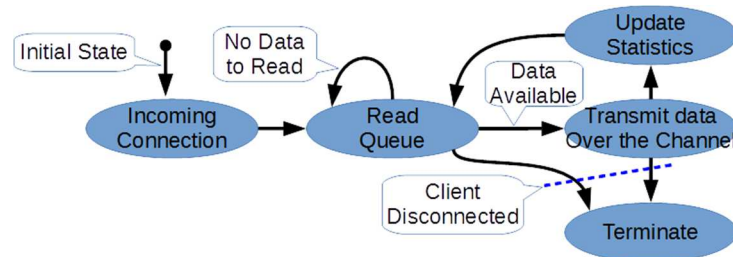 Initial State
No Data
to Read
Update
Statistics
Data
Available
Incoming
Connection
Read
Queue
Transmit data
Over the Channel
Client
Disconnected
Terminate